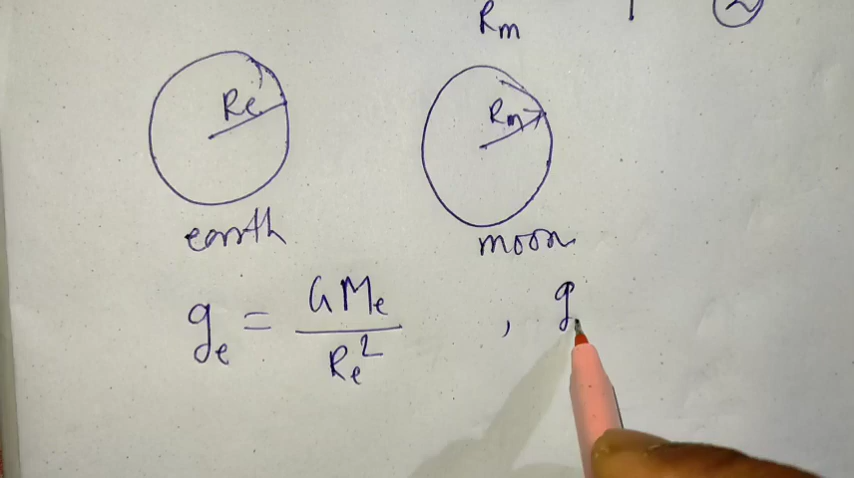 Rm
Re
Rm
earth
moon
gₑ = GMₑ / Rₑ² , g